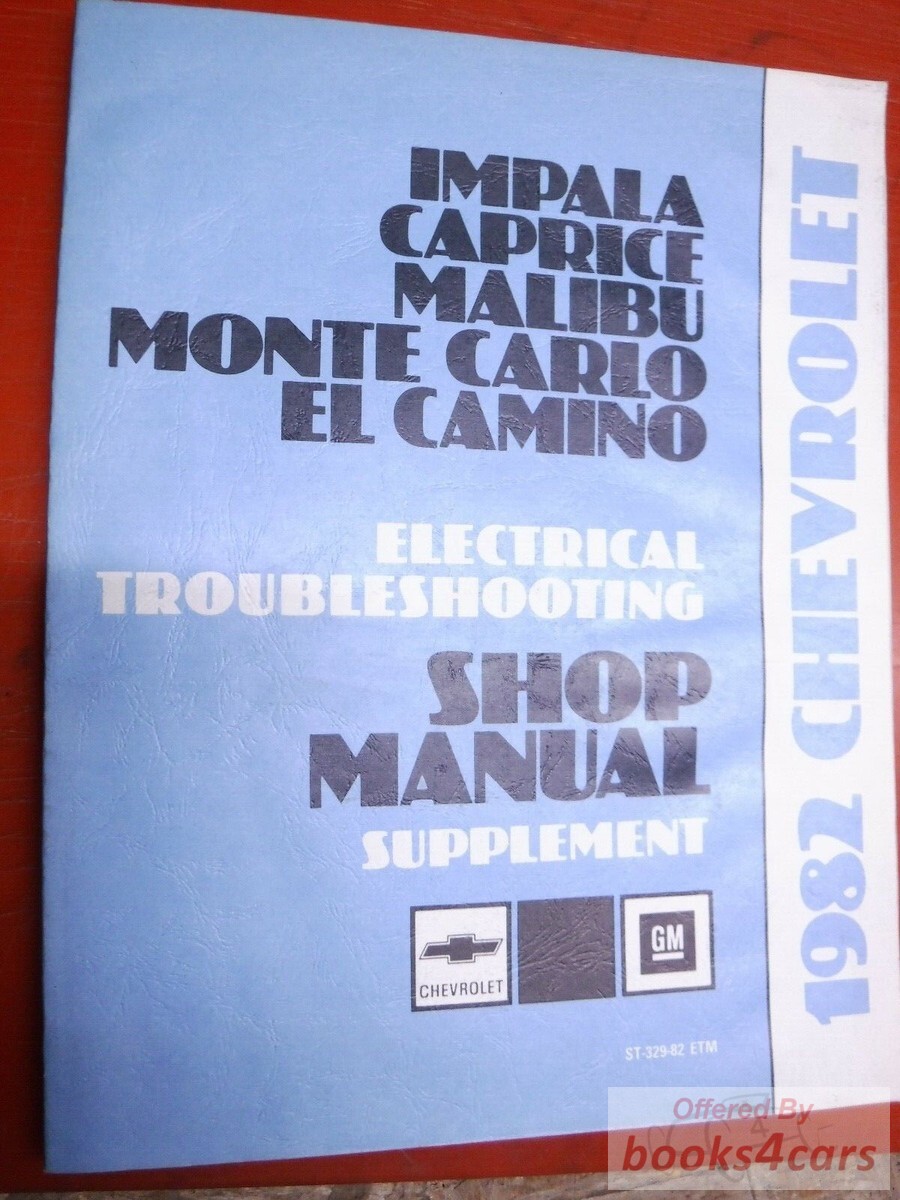 IMPALA
CAPRICE
MALIBU
MONTE CARLO
EL CAMINO
ELECTRICAL
TROUBLESHOOTING
SHOP
MANUAL
SUPPLEMENT
CHEVROLET
GM
ST-329-82 ETM
1982 CHEVROLET
Offered By
books4cars